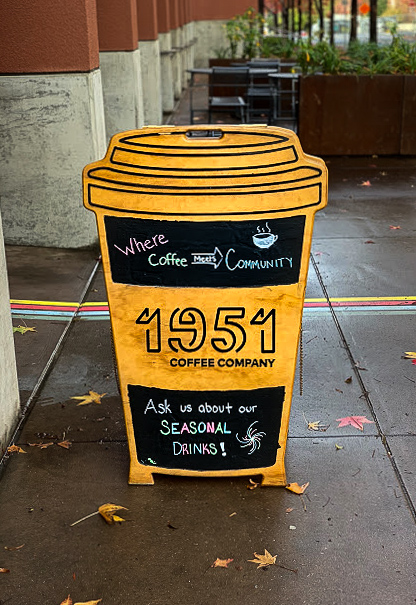 Where
Coffee Meets COMMUNITY
1951
COFFEE COMPANY
Ask us about our
SEASONAL
DRINKS!